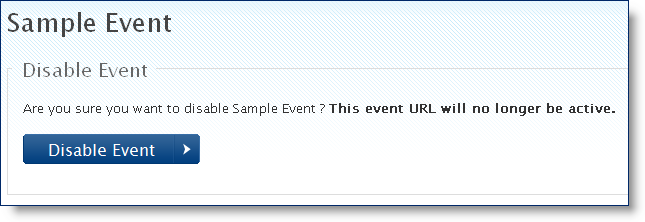 Sample Event
Disable Event
Are you sure you want to disable Sample Event ? This event URL will no longer be active.
Disable Event